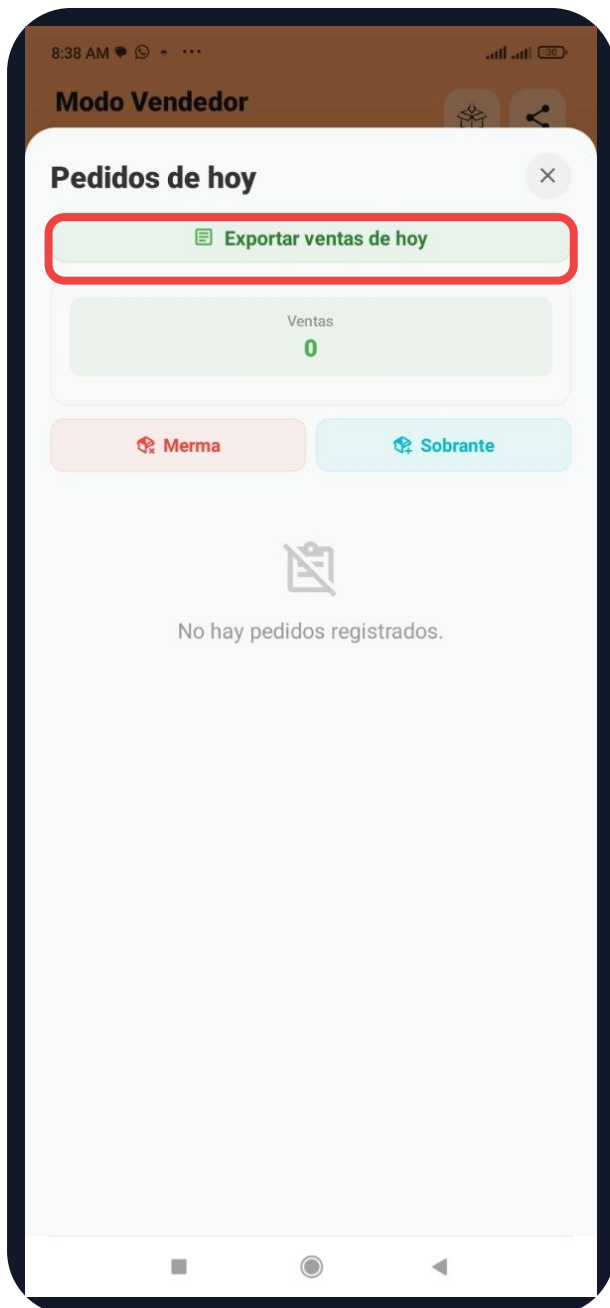 8:38 AM
30
Modo Vendedor
Pedidos de hoy
Exportar ventas de hoy
Ventas
0
Merma
Sobrante
No hay pedidos registrados.